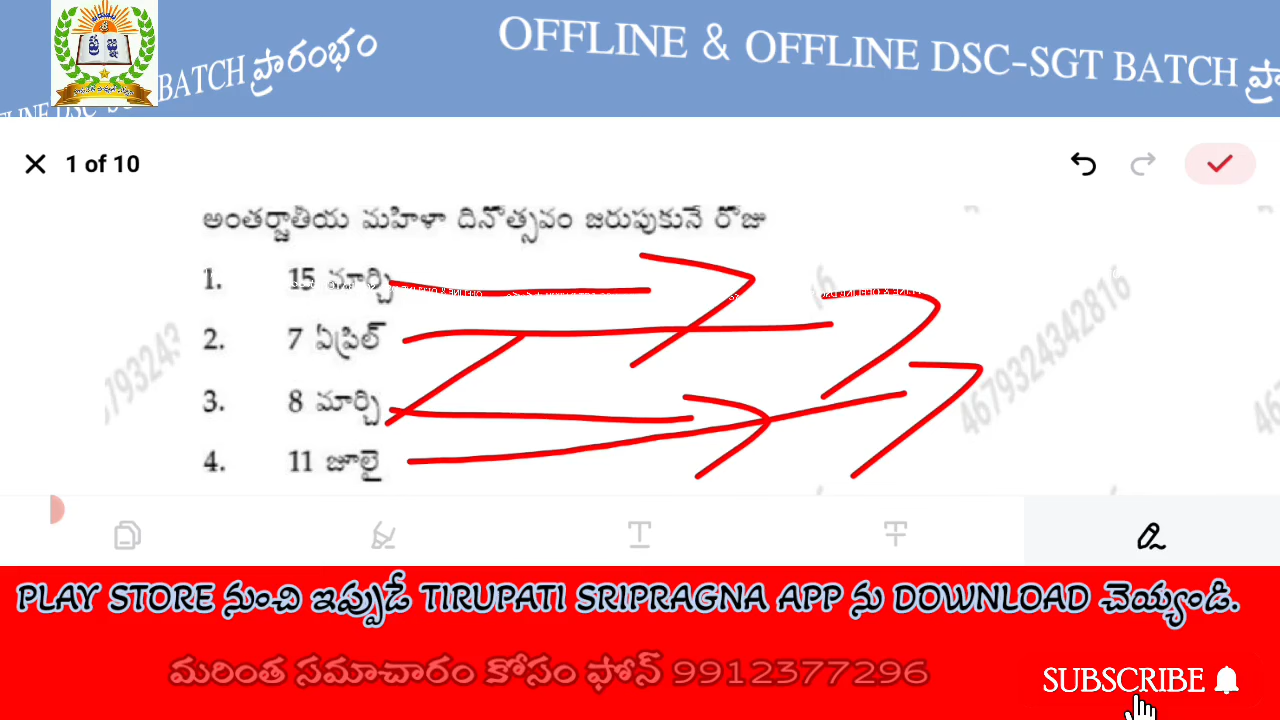 OFFLINE & OFFLINE DSC-SGT BATCH
BATCH ప్రారంభం
1 of 10
అంతర్జాతీయ మహిళా దినోత్సవం జరుపుకునే రోజు
1. 15 మార్చి
2. 7 ఏప్రిల్
3. 8 మార్చి
4. 11 జూలై
4679324342816
PLAY STORE నుంచి ఇప్పుడే TIRUPATI SRIPRAGNA APP ను DOWNLOAD చెయ్యండి.
మరింత సమాచారం కోసం ఫోన్ 9912377296
SUBSCRIBE